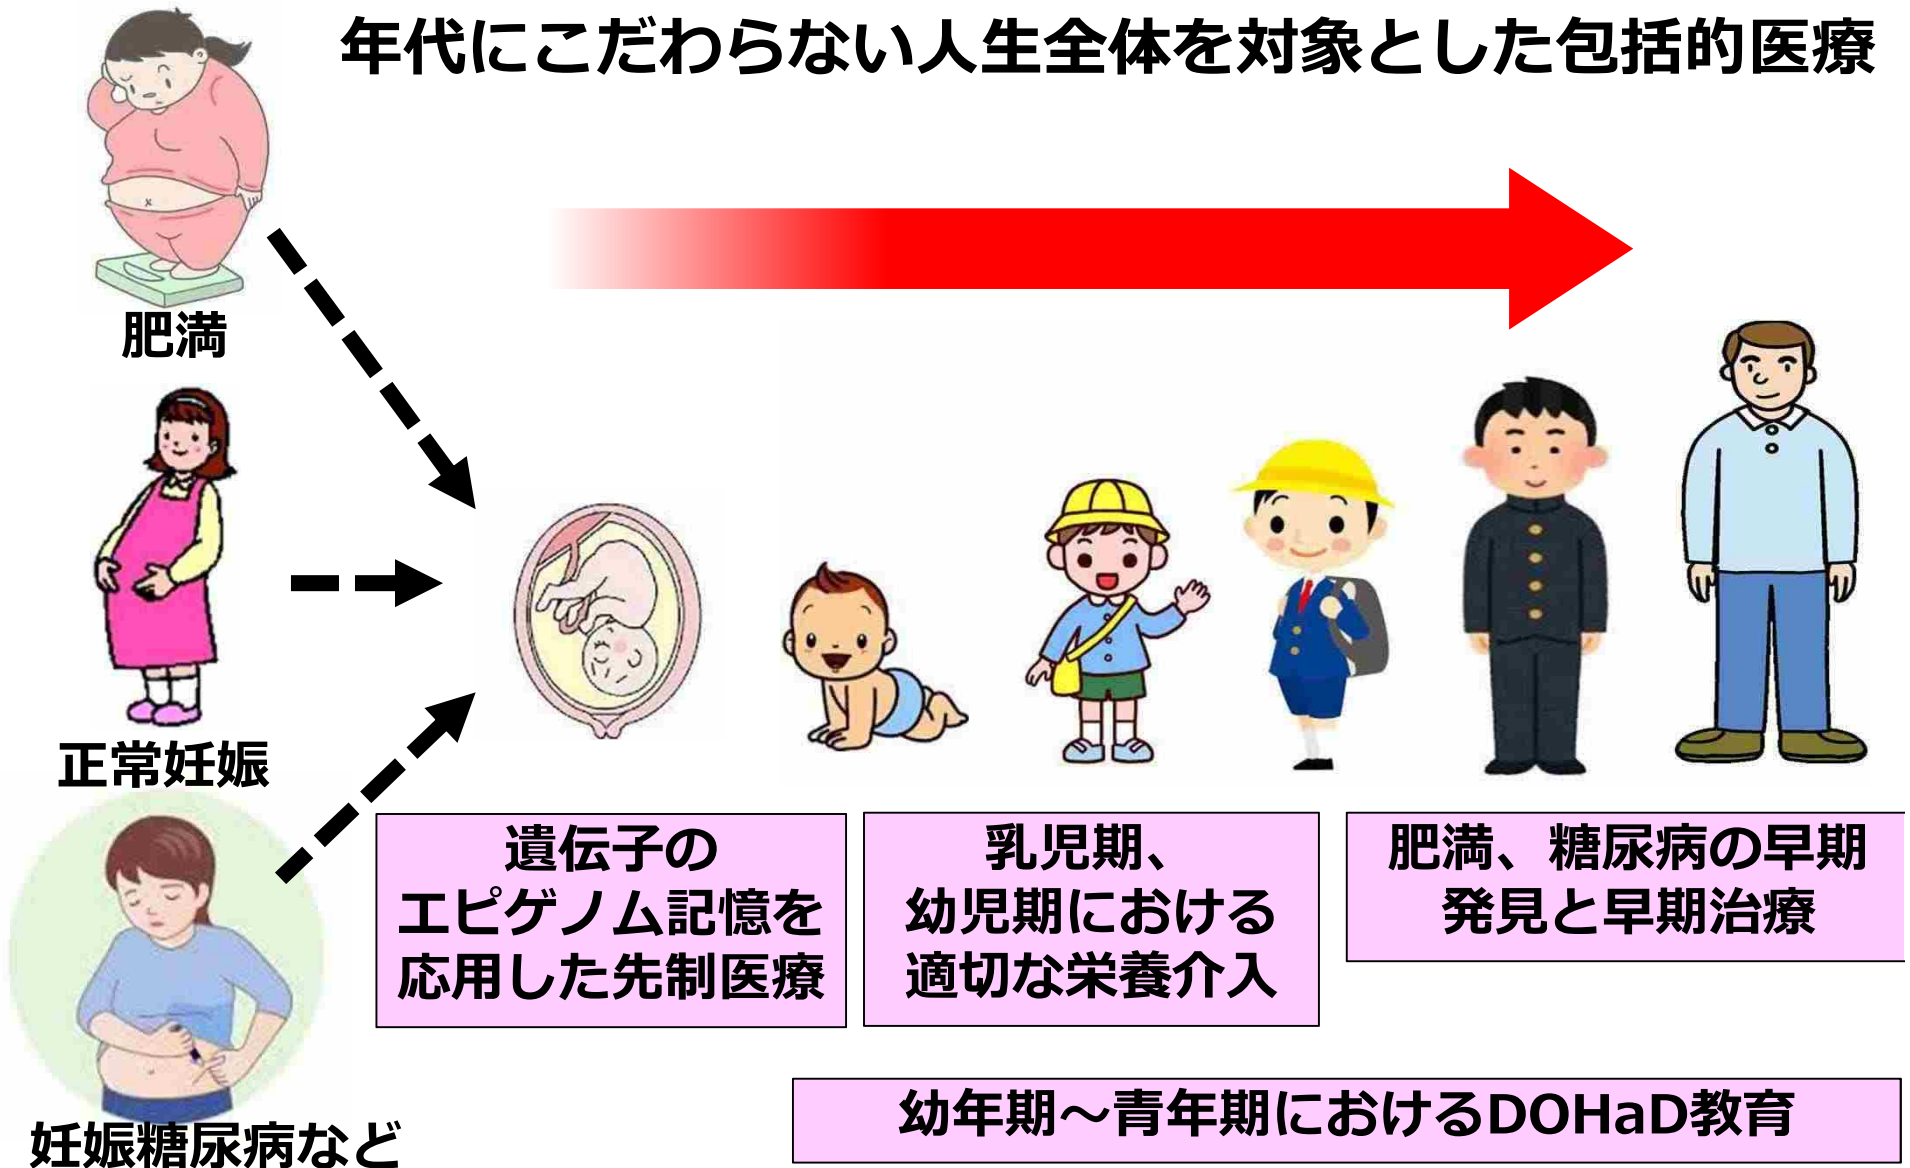 年代にこだわらない人生全体を対象とした包括的医療
肥満
正常妊娠
妊娠糖尿病など
遺伝子の
エピゲノム記憶を
応用した先制医療
乳児期、
幼児期における
適切な栄養介入
肥満、糖尿病の早期
発見と早期治療
幼年期～青年期におけるDOHaD教育